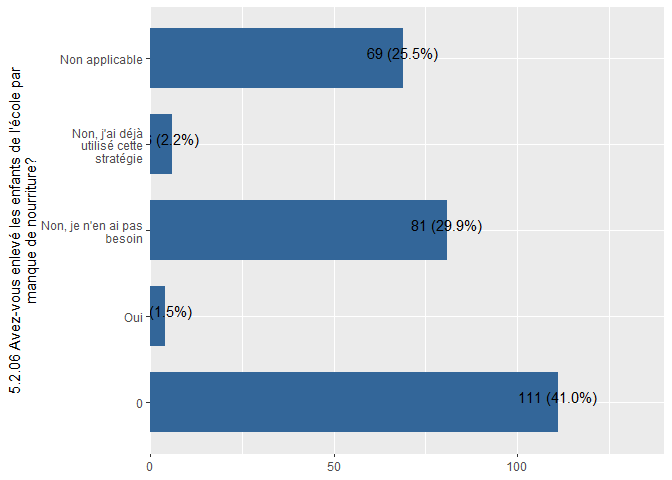 5.2.06 Avez-vous enlevé les enfants de l'école par
manque de nourriture?
Non applicable
69 (25.5%)
Non, j'ai déjà
utilisé cette
stratégie
(2.2%)
Non, je n'en ai pas
besoin
81 (29.9%)
Oui
(1.5%)
0
111 (41.0%)
0
50
100